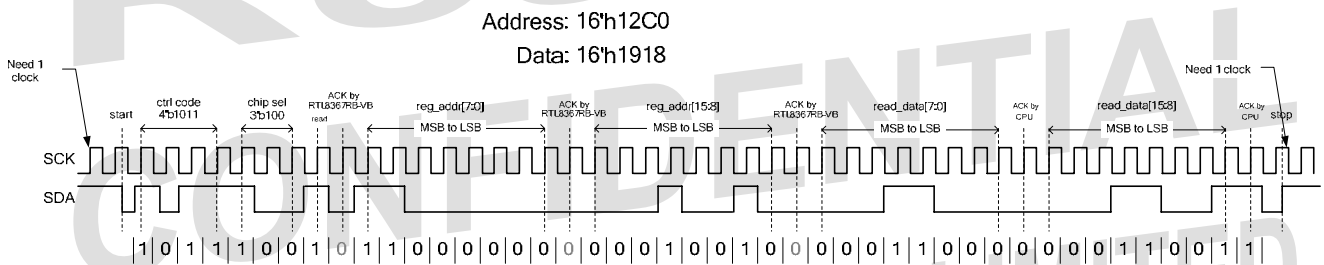 Address: 16'h12C0
Data: 16'h1918
Need 1
clock
Need 1 clock
start
ctrl code
4'b1011
chip sel
3'b100
read
ACK by
RTL8367RB-VB
reg_addr[7:0]
MSB to LSB
ACK by
RTL8367RB-VB
reg_addr[15:8]
MSB to LSB
ACK by
RTL8367RB-VB
read_data[7:0]
MSB to LSB
ACK by
CPU
read_data[15:8]
MSB to LSB
ACK by
CPU
stop
SCK
SDA
1 0 1 1 1 0 0 1 0 1 1 0 0 0 0 0 0 0 0 0 0 1 0 0 1 0 0 0 0 0 1 1 0 0 0 0 0 0 0 1 1 0 0 1 1
CONFIDENTIAL